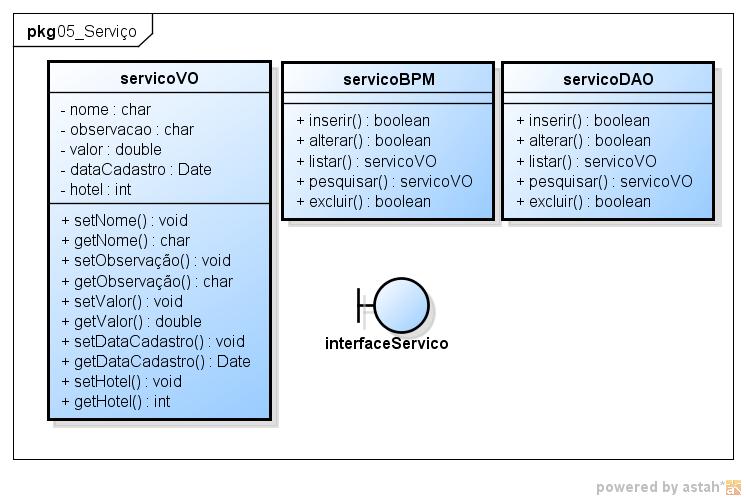 pkg05_Serviço
servicoVO
- nome : char
- observacao : char
- valor : double
- dataCadastro : Date
- hotel : int
+ setNome() : void
+ getNome() : char
+ setObservação() : void
+ getObservação() : char
+ setValor() : void
+ getValor() : double
+ setDataCadastro() : void
+ getDataCadastro() : Date
+ setHotel() : void
+ getHotel() : int
servicoBPM
+ inserir() : boolean
+ alterar() : boolean
+ listar() : servicoVO
+ pesquisar() : servicoVO
+ excluir() : boolean
servicoDAO
+ inserir() : boolean
+ alterar() : boolean
+ listar() : servicoVO
+ pesquisar() : servicoVO
+ excluir() : boolean
interfaceServico
powered by astah*